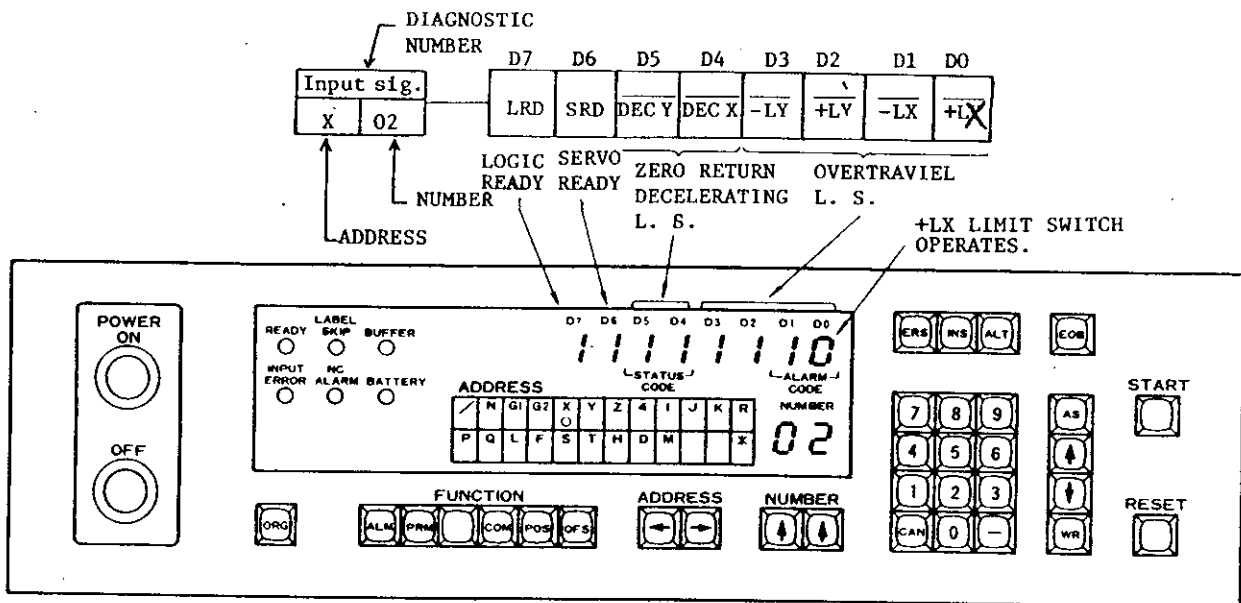 DIAGNOSTIC
NUMBER
D7 D6 D5 D4 D3 D2 D1 D0
Input sig.
X 02
LRD SRD DEC Y DEC X -LY +LY -LX +LX
LOGIC READY
SERVO READY
ZERO RETURN
DECELERATING
L. S.
OVERTRAVIEL
L. S.
NUMBER
ADDRESS
+LX LIMIT SWITCH
OPERATES.
POWER
ON
OFF
READY
LABEL
SKIP
BUFFER
INPUT
ERROR
NC
ALARM
BATTERY
D7 D6 D5 D4 D3 D2 D1 D0
1 1 1 1 1 1 1 0
STATUS
CODE
ALARM
CODE
ADDRESS
/ N G1 G2 X Y Z 4 I J K R
P Q L F S T H D M
NUMBER
02
ORG
FUNCTION
ALM PRM COM POS OFS
ADDRESS
← →
NUMBER
ERS INS ALT
EOB
7 8 9
4 5 6
1 2 3
CAN 0 -
AS
WR
START
RESET